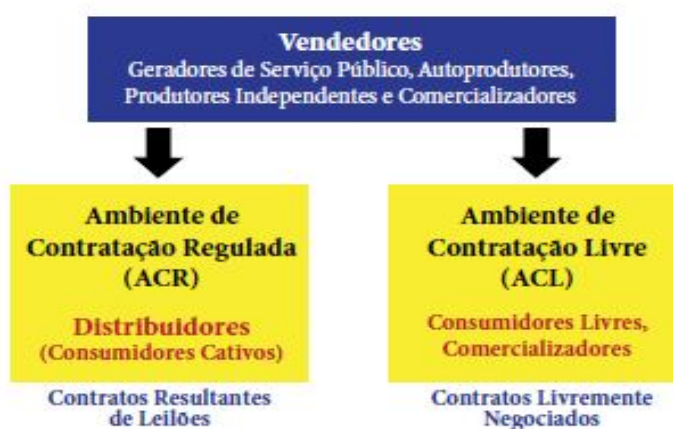 Vendedores
Geradores de Serviço Público, Autoprodutores,
Produtores Independentes e Comercializadores
Ambiente de
Contratação Regulada
(ACR)
Distribuidores
(Consumidores Cativos)
Contratos Resultantes
de Leilões
Ambiente de
Contratação Livre
(ACL)
Consumidores Livres,
Comercializadores
Contratos Livremente
Negociados